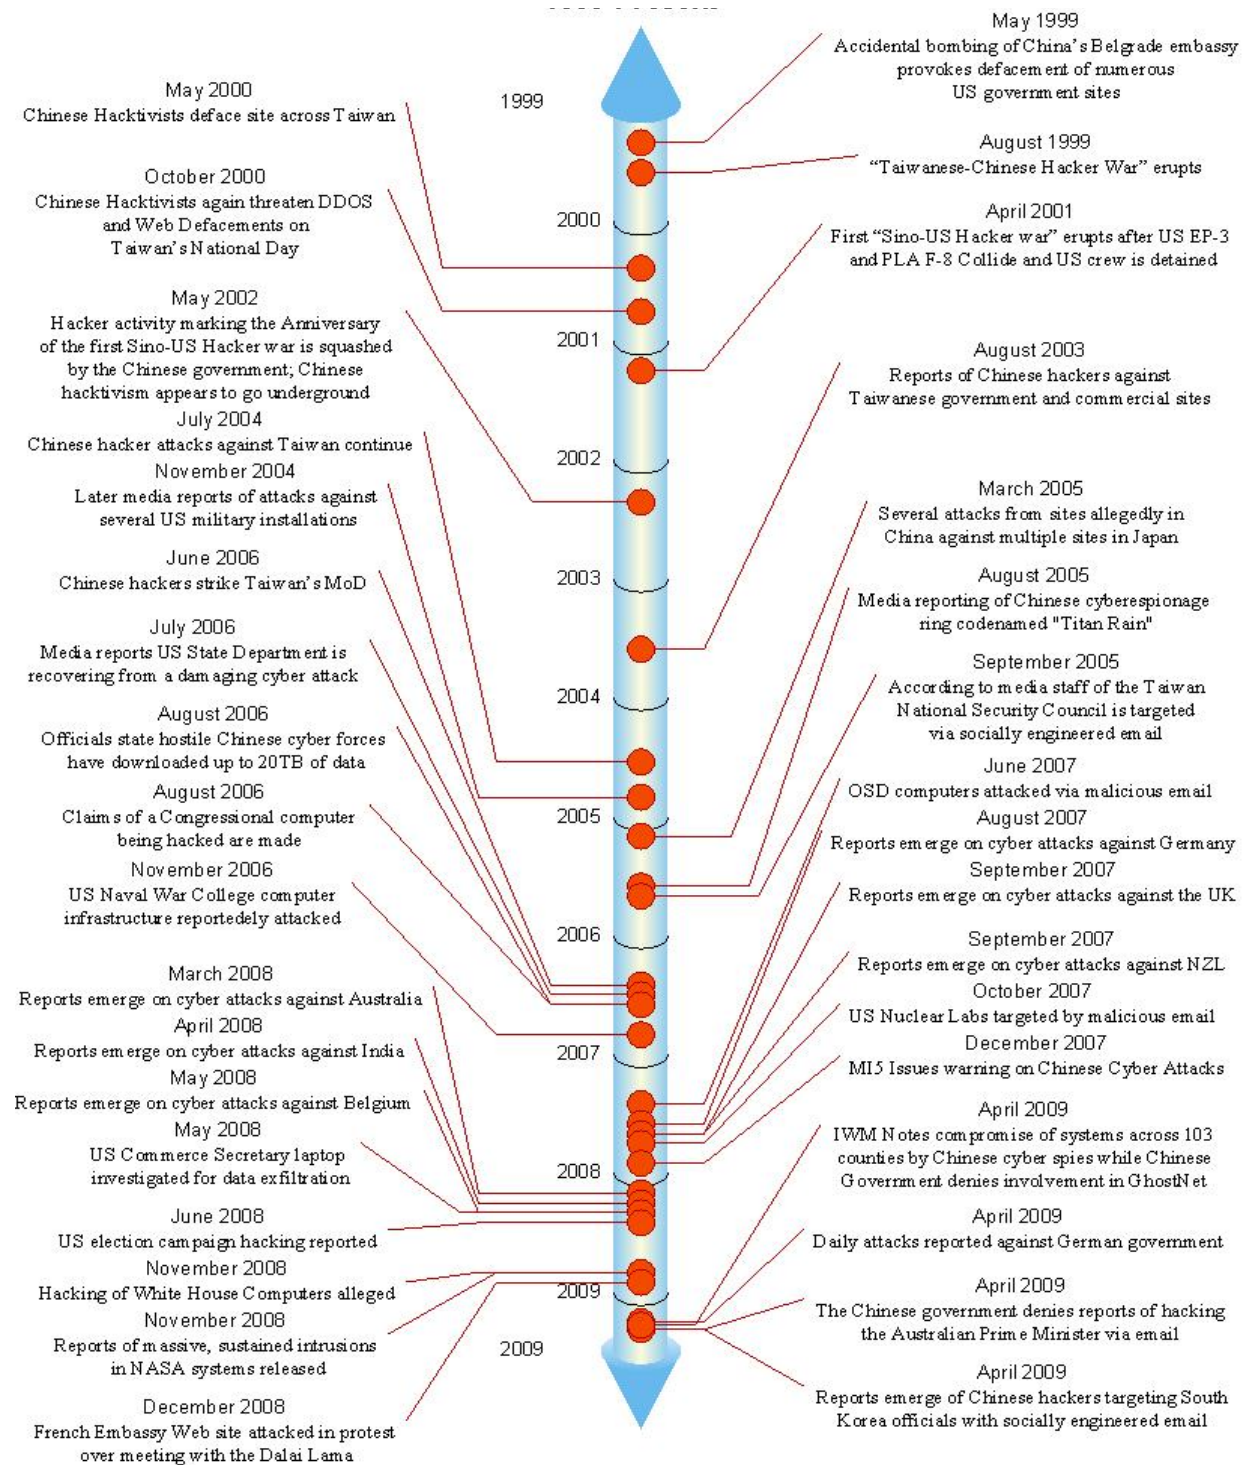 May 1999
Accidental bombing of China's Belgrade embassy
provokes defacement of numerous
US government sites
May 2000
Chinese Hacktivists deface site across Taiwan
1999
August 1999
"Taiwanese-Chinese Hacker War" erupts
October 2000
Chinese Hacktivists again threaten DDOS
and Web Defacements on
Taiwan's National Day
2000
April 2001
First "Sino-US Hacker war" erupts after US EP-3
and PLA F-8 Collide and US crew is detained
May 2002
Hacker activity marking the Anniversary
of the first Sino-US Hacker war is squashed
by the Chinese government; Chinese
hacktivism appears to go underground
2001
August 2003
Reports of Chinese hackers against
Taiwanese government and commercial sites
July 2004
Chinese hacker attacks against Taiwan continue
2002
November 2004
Later media reports of attacks against
several US military installations
March 2005
Several attacks from sites allegedly in
China against multiple sites in Japan
June 2006
Chinese hackers strike Taiwan's MoD
2003
August 2005
Media reporting of Chinese cyberespionage
ring codenamed "Titan Rain"
July 2006
Media reports US State Department is
recovering from a damaging cyber attack
September 2005
According to media staff of the Taiwan
National Security Council is targeted
via socially engineered email
2004
August 2006
Officials state hostile Chinese cyber forces
have downloaded up to 20TB of data
June 2007
OSD computers attacked via malicious email
August 2006
Claims of a Congressional computer
being hacked are made
2005
August 2007
Reports emerge on cyber attacks against Germany
November 2006
US Naval War College computer
infrastructure reportedely attacked
September 2007
Reports emerge on cyber attacks against the UK
2006
September 2007
Reports emerge on cyber attacks against NZL
March 2008
Reports emerge on cyber attacks against Australia
October 2007
US Nuclear Labs targeted by malicious email
April 2008
Reports emerge on cyber attacks against India
2007
December 2007
MI5 Issues warning on Chinese Cyber Attacks
May 2008
Reports emerge on cyber attacks against Belgium
April 2009
IWM Notes compromise of systems across 103
counties by Chinese cyber spies while Chinese
Government denies involvement in GhostNet
May 2008
US Commerce Secretary laptop
investigated for data exfiltration
2008
June 2008
US election campaign hacking reported
April 2009
Daily attacks reported against German government
November 2008
Hacking of White House Computers alleged
2009
April 2009
The Chinese government denies reports of hacking
the Australian Prime Minister via email
November 2008
Reports of massive, sustained intrusions
in NASA systems released
2009
April 2009
Reports emerge of Chinese hackers targeting South
Korea officials with socially engineered email
December 2008
French Embassy Web site attacked in protest
over meeting with the Dalai Lama